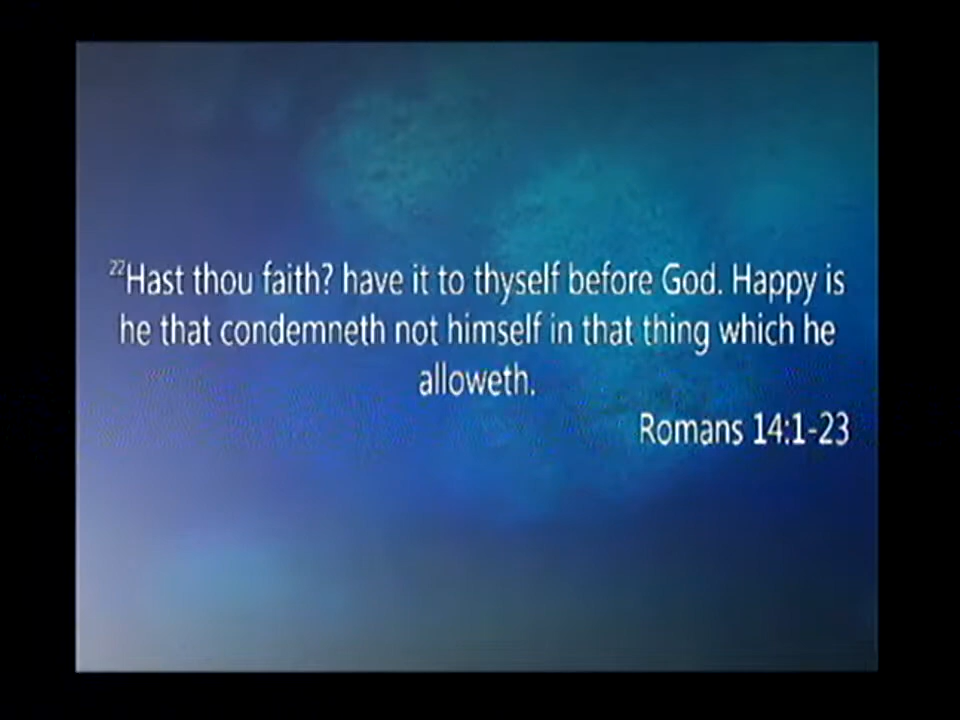 22Hast thou faith? have it to thyself before God. Happy is
he that condemneth not himself in that thing which he
alloweth.
Romans 14:1-23